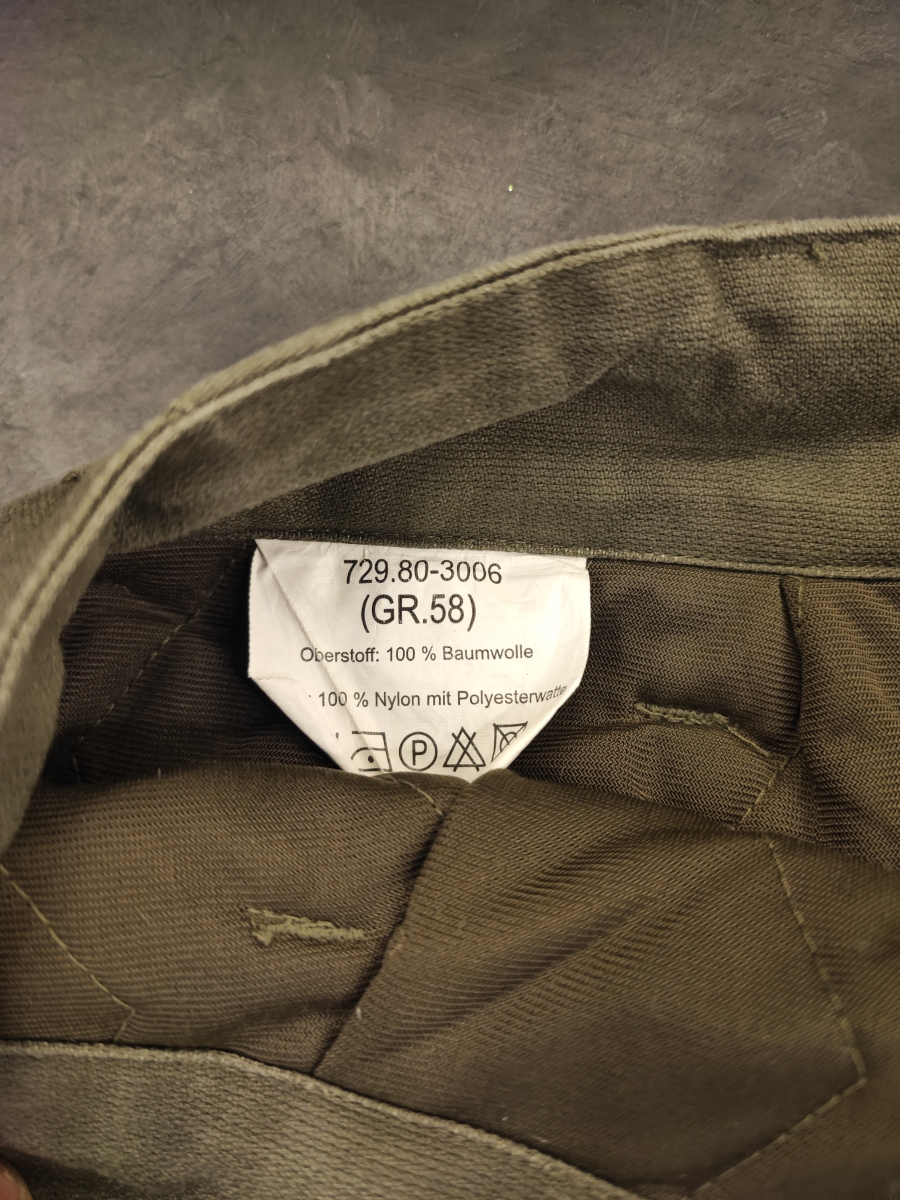 729.80-3006
(GR.58)
Oberstoff: 100 % Baumwolle
100 % Nylon mit Polyesterwatte
P